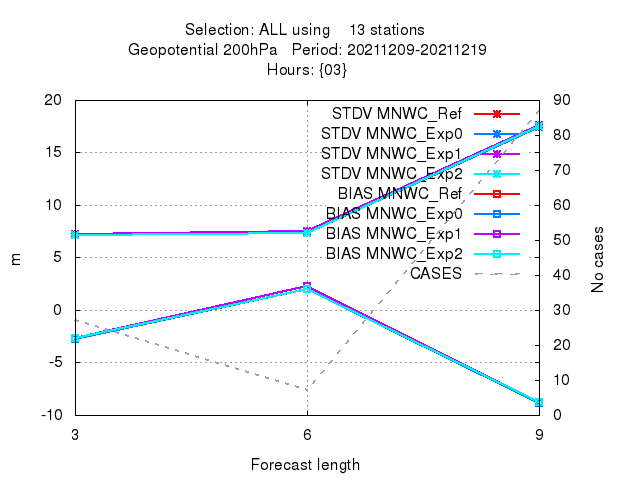 Selection: ALL using    13 stations
Geopotential 200hPa   Period: 20211209-20211219
Hours: {03}
20
15
10
5
0
-5
-10
m
90
80
70
60
50
40
30
20
10
0
No cases
STDV MNWC_Ref
STDV MNWC_Exp0
STDV MNWC_Exp1
STDV MNWC_Exp2
BIAS MNWC_Ref
BIAS MNWC_Exp0
BIAS MNWC_Exp1
BIAS MNWC_Exp2
CASES
3
6
9
Forecast length